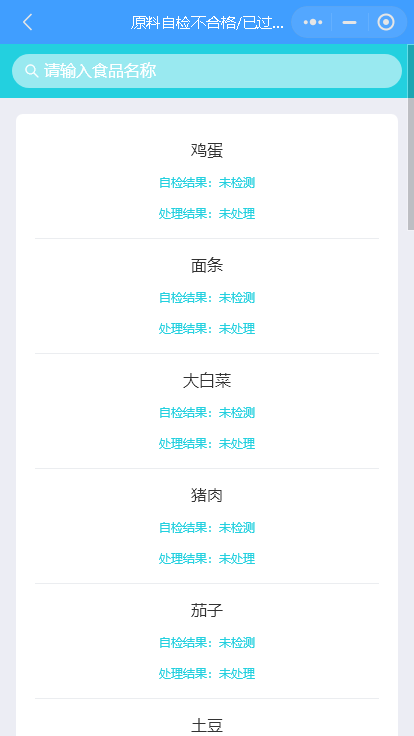 原料自检不合格/已过...
请输入食品名称
鸡蛋
自检结果：未检测
处理结果：未处理
面条
自检结果：未检测
处理结果：未处理
大白菜
自检结果：未检测
处理结果：未处理
猪肉
自检结果：未检测
处理结果：未处理
茄子
自检结果：未检测
处理结果：未处理
土豆